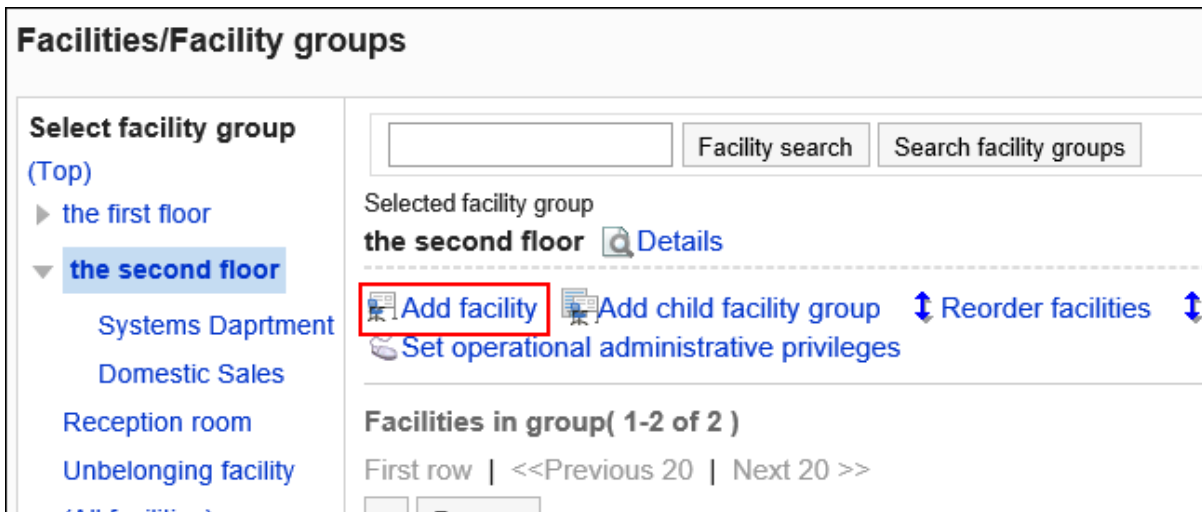 Facilities/Facility groups
Select facility group
(Top)
the first floor
the second floor
Systems Daprtment
Domestic Sales
Reception room
Unbelonging facility
Facility search Search facility groups
Selected facility group
the second floor Details
Add facility Add child facility group Reorder facilities
Set operational administrative privileges
Facilities in group( 1-2 of 2 )
First row | <<Previous 20 | Next 20 >>